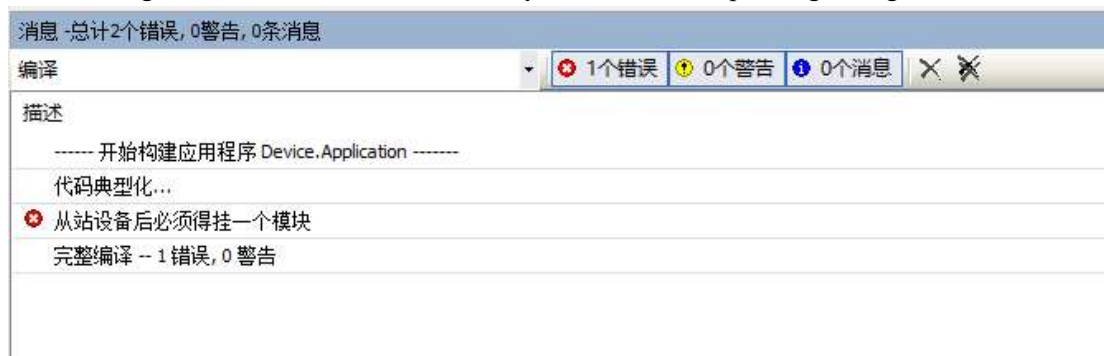 消息 -总计2个错误, 0警告, 0条消息
编译
1个错误 0个警告 0个消息
描述
------ 开始构建应用程序 Device.Application -------
代码典型化...
从站设备后必须得挂一个模块
完整编译 -- 1 错误, 0 警告